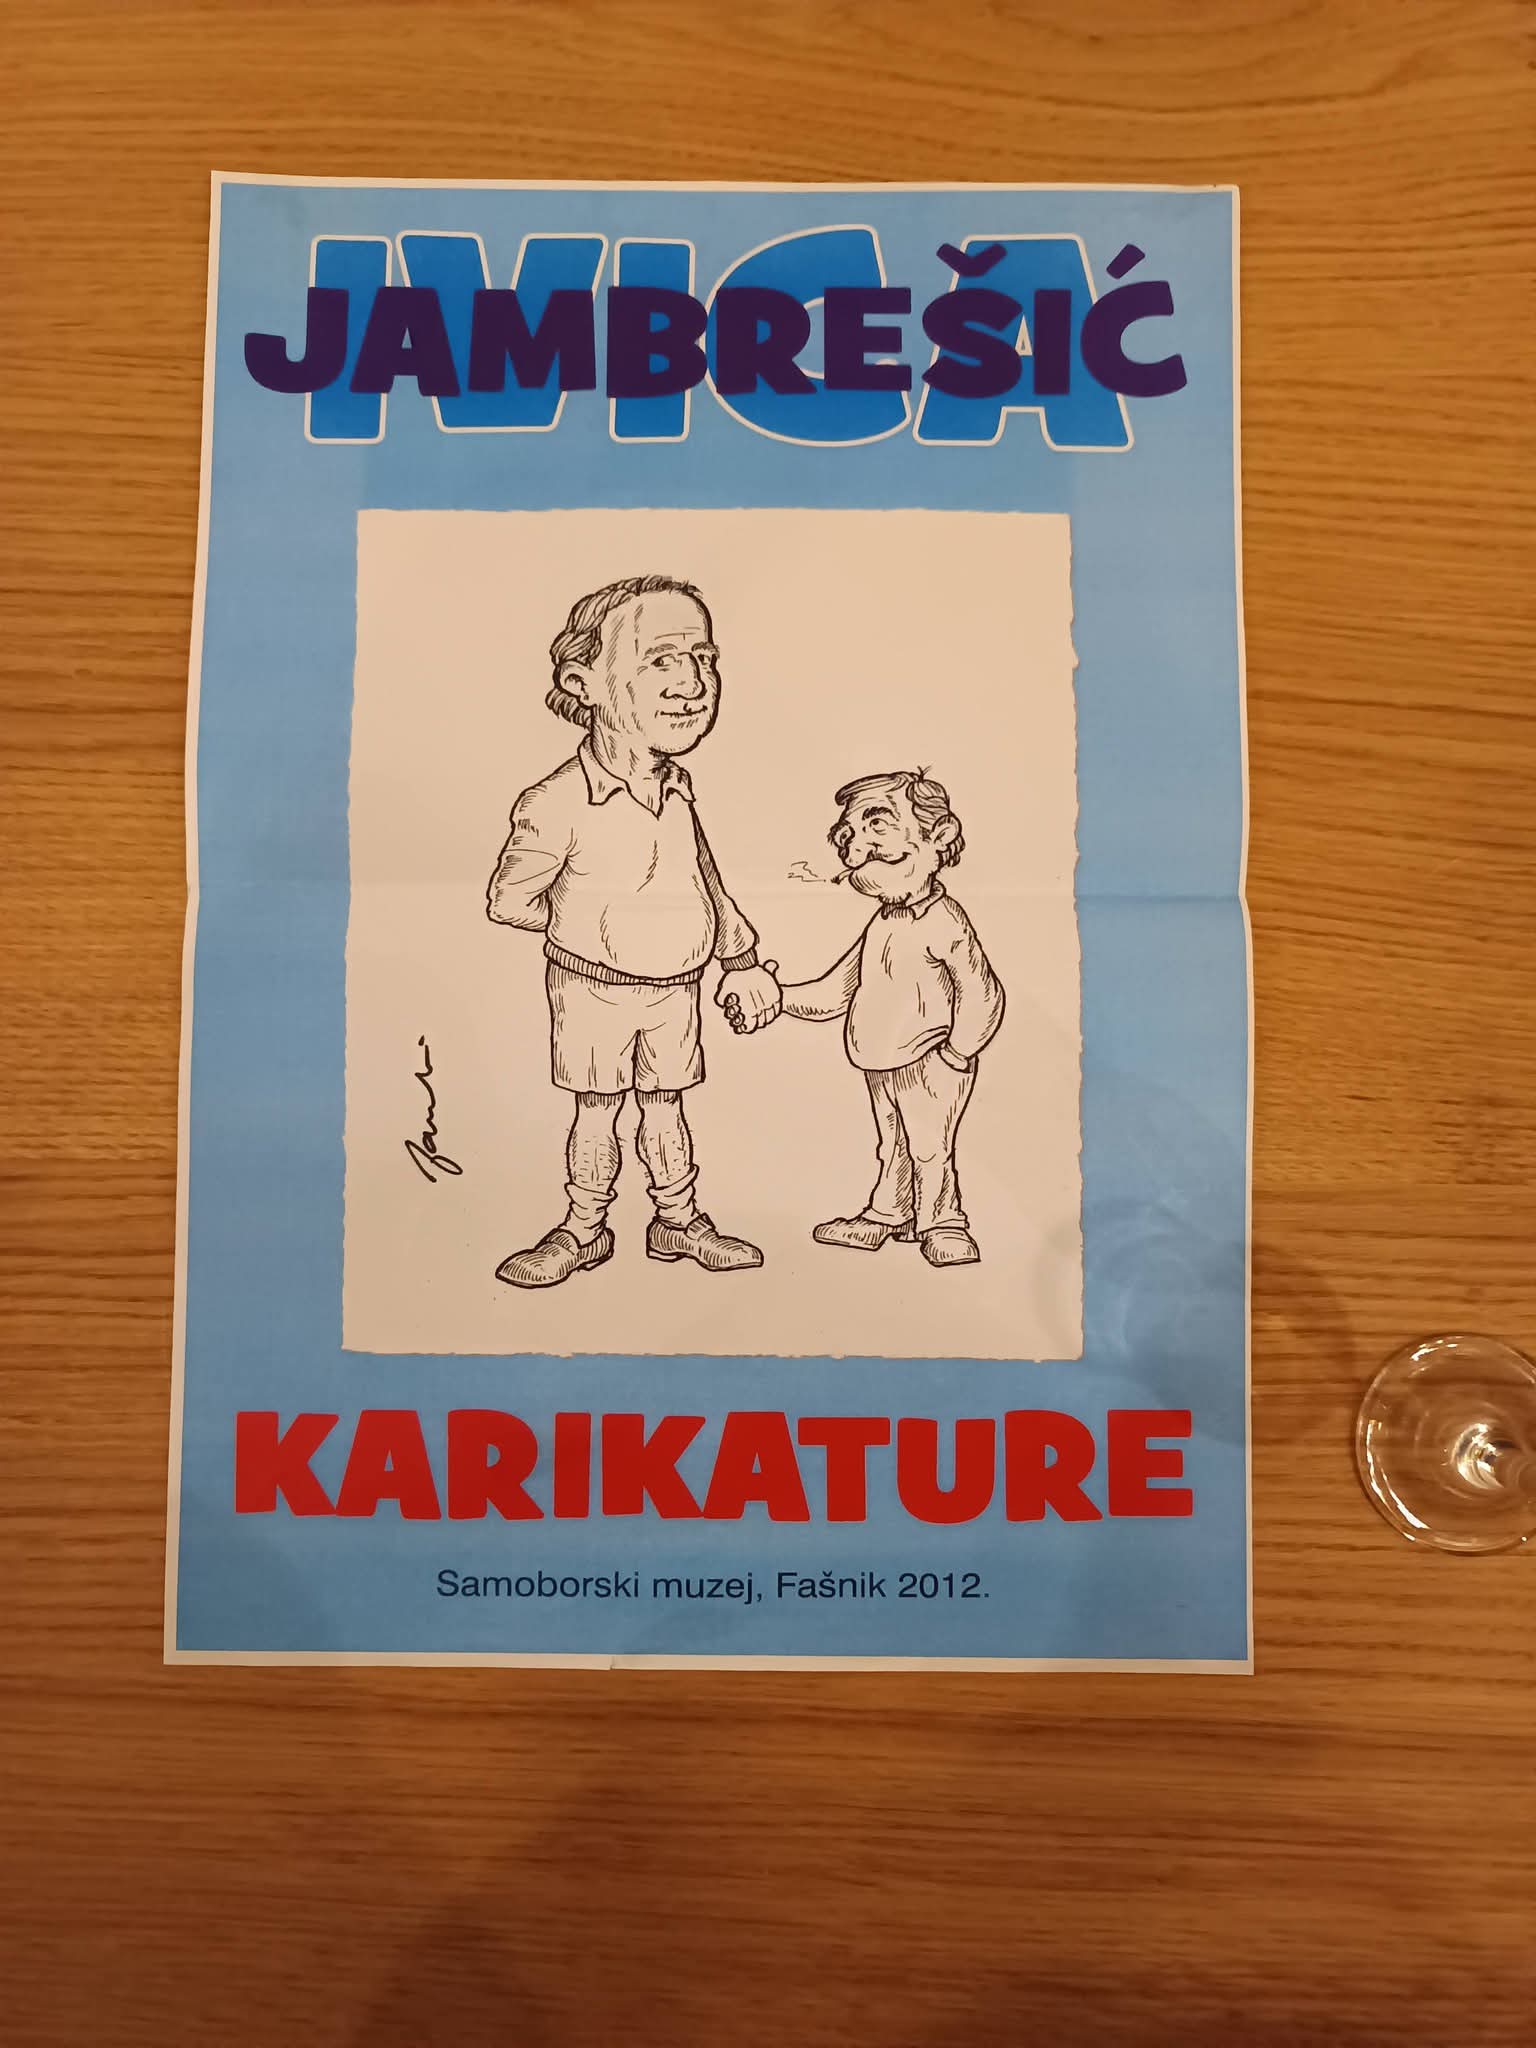 IVICA
JAMBREŠIĆ
KARIKATURE
Samoborski muzej, Fašnik 2012.